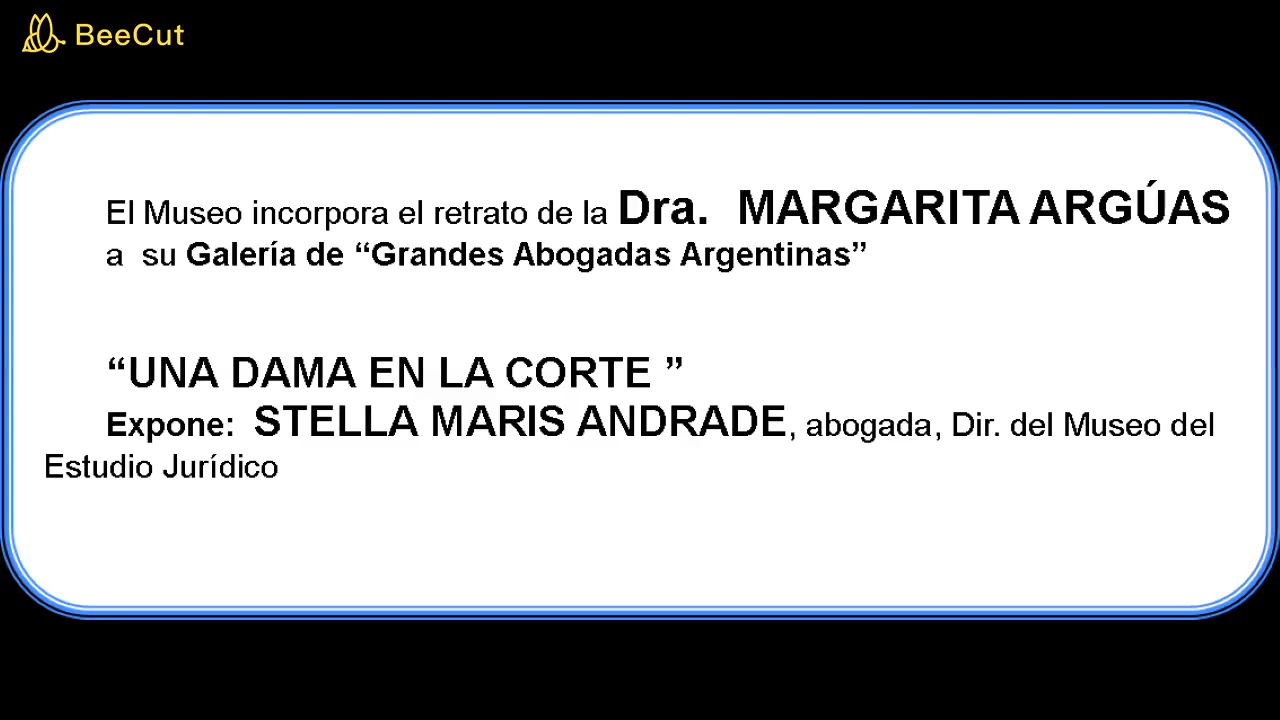 BeeCut
El Museo incorpora el retrato de la Dra. MARGARITA ARGÚAS
a su Galería de “Grandes Abogadas Argentinas”
“UNA DAMA EN LA CORTE ”
Expone: STELLA MARIS ANDRADE, abogada, Dir. del Museo del
Estudio Jurídico